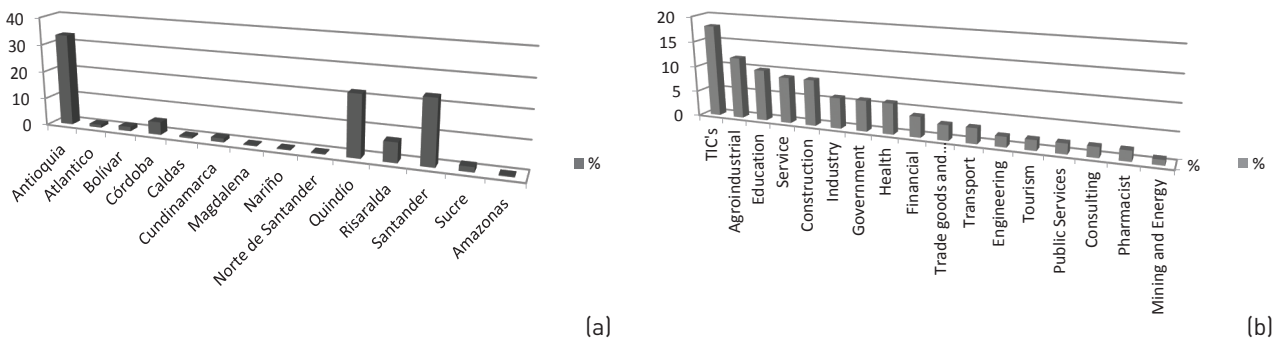 40
30
20
10
0
Antioquia
Atlantico
Bolívar
Córdoba
Caldas
Cundinamarca
Magdalena
Nariño
Norte de Santander
Quindío
Risaralda
Santander
Sucre
Amazonas
%
(a)
20
15
10
5
0
TIC's
Agroindustrial
Education
Service
Construction
Industry
Government
Health
Financial
Trade goods and...
Transport
Engineering
Tourism
Public Services
Consulting
Pharmacist
Mining and Energy
%
%
(b)